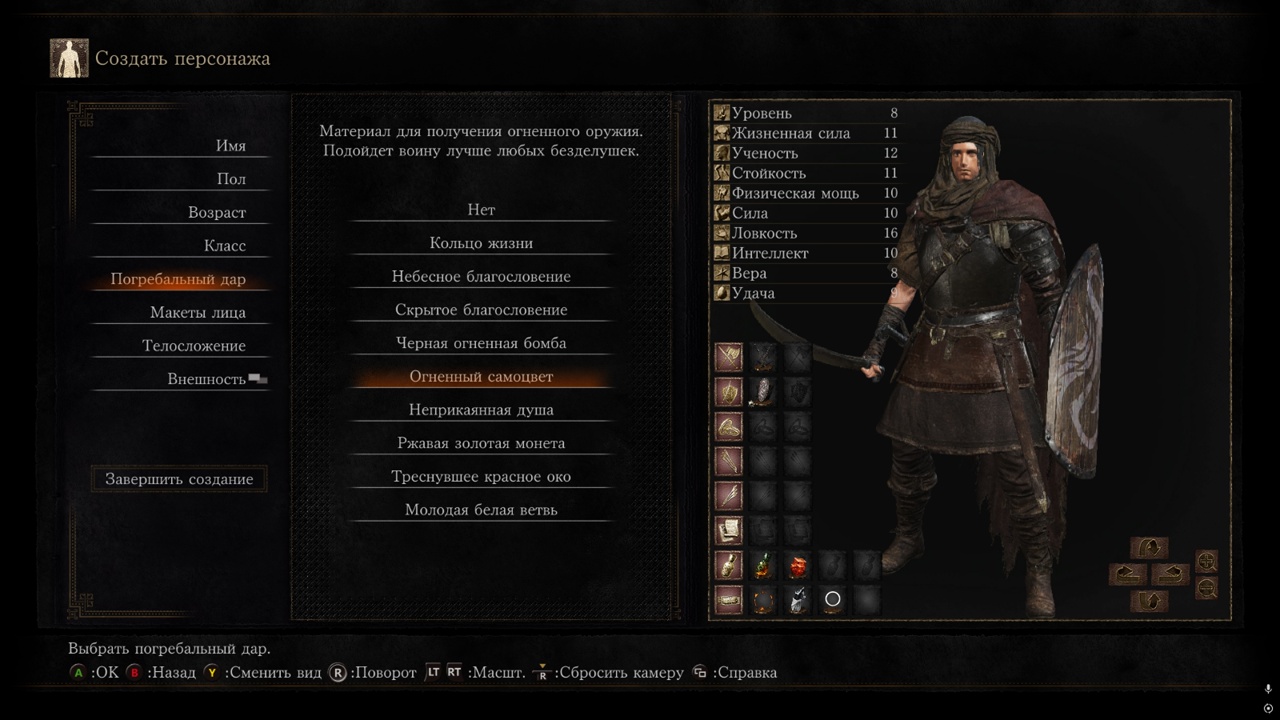 Создать персонажа
Имя
Пол
Возраст
Класс
Погребальный дар
Макеты лица
Телосложение
Внешность
Завершить создание
Материал для получения огненного оружия.
Подойдет воину лучше любых безделушек.
Нет
Кольцо жизни
Небесное благословение
Скрытое благословение
Черная огненная бомба
Огненный самоцвет
Неприкаянная душа
Ржавая золотая монета
Треснувшее красное око
Молодая белая ветвь
Уровень 8
Жизненная сила 11
Ученость 12
Стойкость 11
Физическая мощь 10
Сила 10
Ловкость 16
Интеллект 10
Вера 8
Удача
Выбрать погребальный дар.
A :OK B :Назад Y :Сменить вид R :Поворот LT RT :Масшт. R :Сбросить камеру :Справка